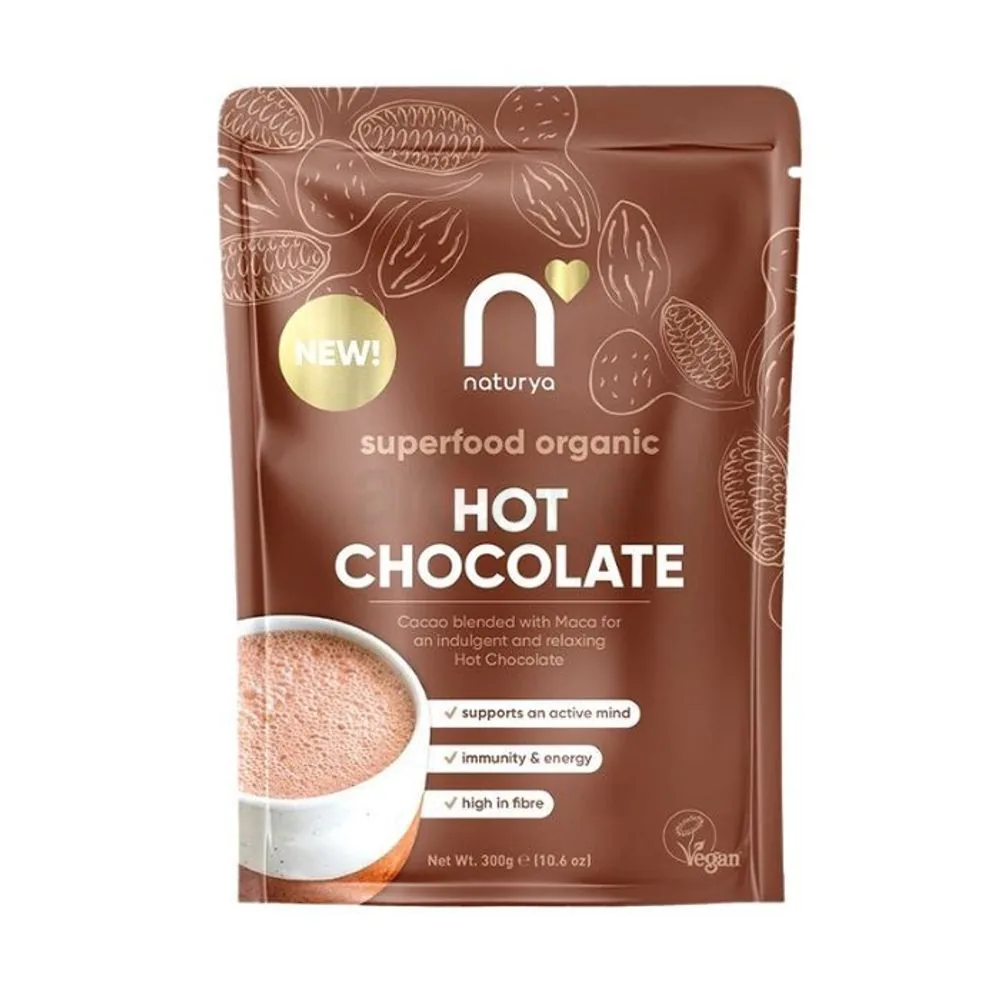 NEW!
n
naturya
superfood organic
HOT
CHOCOLATE
Cacao blended with Maca for
an indulgent and relaxing
Hot Chocolate
✓ supports an active mind
✓ immunity & energy
✓ high in fibre
Net Wt. 300g ℮ (10.6 oz)
Vegan